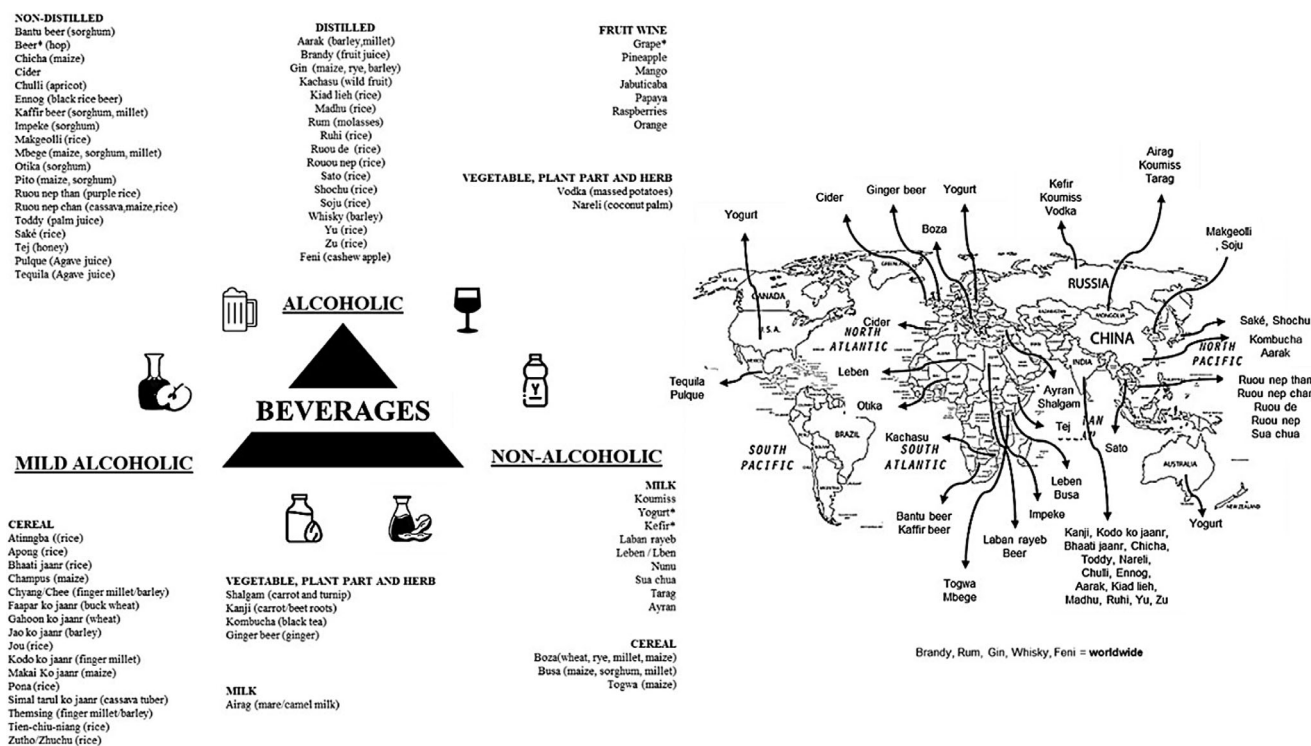 NON-DISTILLED
Bantu beer (sorghum)
Beer* (hop)
Chicha (maize)
Cider
Chulli (apricot)
Ennog (black rice beer)
Kaffir beer (sorghum, millet)
Impeke (sorghum)
Makgeolli (rice)
Mbege (maize, sorghum, millet)
Otika (sorghum)
Pito (maize, sorghum)
Ruou nep than (purple rice)
Ruou nep chan (cassava,maize,rice)
Toddy (palm juice)
Saké (rice)
Tej (honey)
Pulque (Agave juice)
Tequila (Agave juice)
DISTILLED
Aarak (barley,millet)
Brandy (fruit juice)
Gin (maize, rye, barley)
Kachasu (wild fruit)
Kiad lieh (rice)
Madhu (rice)
Rum (molasses)
Ruhi (rice)
Ruou de (rice)
Rouou nep (rice)
Sato (rice)
Shochu (rice)
Soju (rice)
Whisky (barley)
Yu (rice)
Zu (rice)
Feni (cashew apple)
FRUIT WINE
Grape*
Pineapple
Mango
Jabuticaba
Papaya
Raspberries
Orange
VEGETABLE, PLANT PART AND HERB
Vodka (massed potatoes)
Nareli (coconut palm)
ALCOHOLIC
Y
BEVERAGES
MILD ALCOHOLIC
NON-ALCOHOLIC
CEREAL
Atinngba ((rice)
Apong (rice)
Bhaati jaanr (rice)
Champus (maize)
Chyang/Chee (finger millet/barley)
Faapar ko jaanr (buck wheat)
Gahoon ko jaanr (wheat)
Jao ko jaanr (barley)
Jou (rice)
Kodo ko jaanr (finger millet)
Makai Ko jaanr (maize)
Pona (rice)
Simal tarul ko jaanr (cassava tuber)
Themsing (finger millet/barley)
Tien-chiu-niang (rice)
Zutho/Zhuchu (rice)
VEGETABLE, PLANT PART AND HERB
Shalgam (carrot and turnip)
Kanji (carrot/beet roots)
Kombucha (black tea)
Ginger beer (ginger)
MILK
Airag (mare/camel milk)
MILK
Koumiss
Yogurt*
Kefir*
Laban rayeb
Leben / Lben
Nunu
Sua chua
Tarag
Ayran
CEREAL
Boza(wheat, rye, millet, maize)
Busa (maize, sorghum, millet)
Togwa (maize)
Airag
Koumiss
Tarag
Kefir
Koumiss
Vodka
Yogurt
Ginger beer
Cider
Yogurt
Boza
Makgeolli
, Soju
RUSSIA
CANADA
U.S.A.
MONGOLIA
CHINA
Cider
NORTH
ATLANTIC
Saké, Shochu
NORTH
PACIFIC
Kombucha
Aarak
INDIA
MEXICO
Leben
Tequila
Pulque
Otika
Ayran
Shalgam
Tej
Ruou nep than
Ruou nep chan
Ruou de
Ruou nep
Sua chua
BRAZIL
Kachasu
SOUTH
ATLANTIC
SOUTH
PACIFIC
Sato
AUSTRALIA
NEW ZEALAND
Leben
Busa
Impeke
Bantu beer
Kaffir beer
Laban rayeb
Beer
Togwa
Mbege
Yogurt
Kanji, Kodo ko jaanr,
Bhaati jaanr, Chicha,
Toddy, Nareli,
Chulli, Ennog,
Aarak, Kiad lieh,
Madhu, Ruhi, Yu, Zu
Brandy, Rum, Gin, Whisky, Feni = worldwide